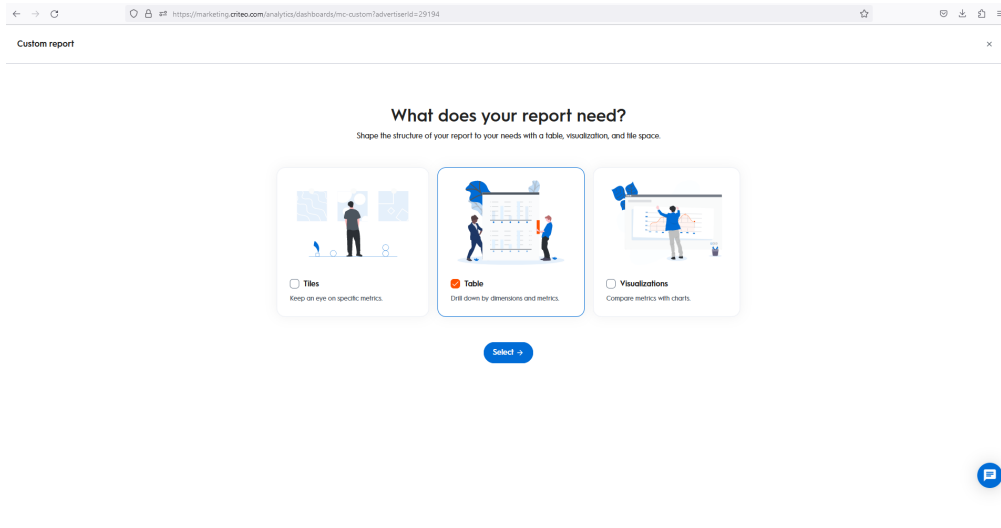 https://marketing.criteo.com/analytics/dashboards/mc-custom?advertiserId=29194
Custom report
What does your report need?
Shape the structure of your report to your needs with a table, visualization, and tile space.
Tiles
Keep an eye on specific metrics.
Table
Drill down by dimensions and metrics.
Visualizations
Compare metrics with charts.
Select →